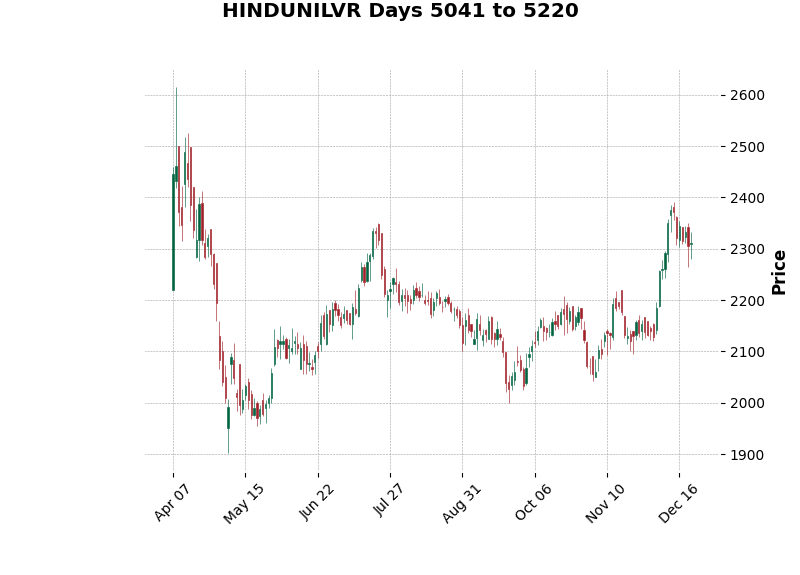 HINDUNILVR Days 5041 to 5220
2600
2500
2400
2300
2200
2100
2000
1900
Price
Apr 07
May 15
Jun 22
Jul 27
Aug 31
Oct 06
Nov 10
Dec 16